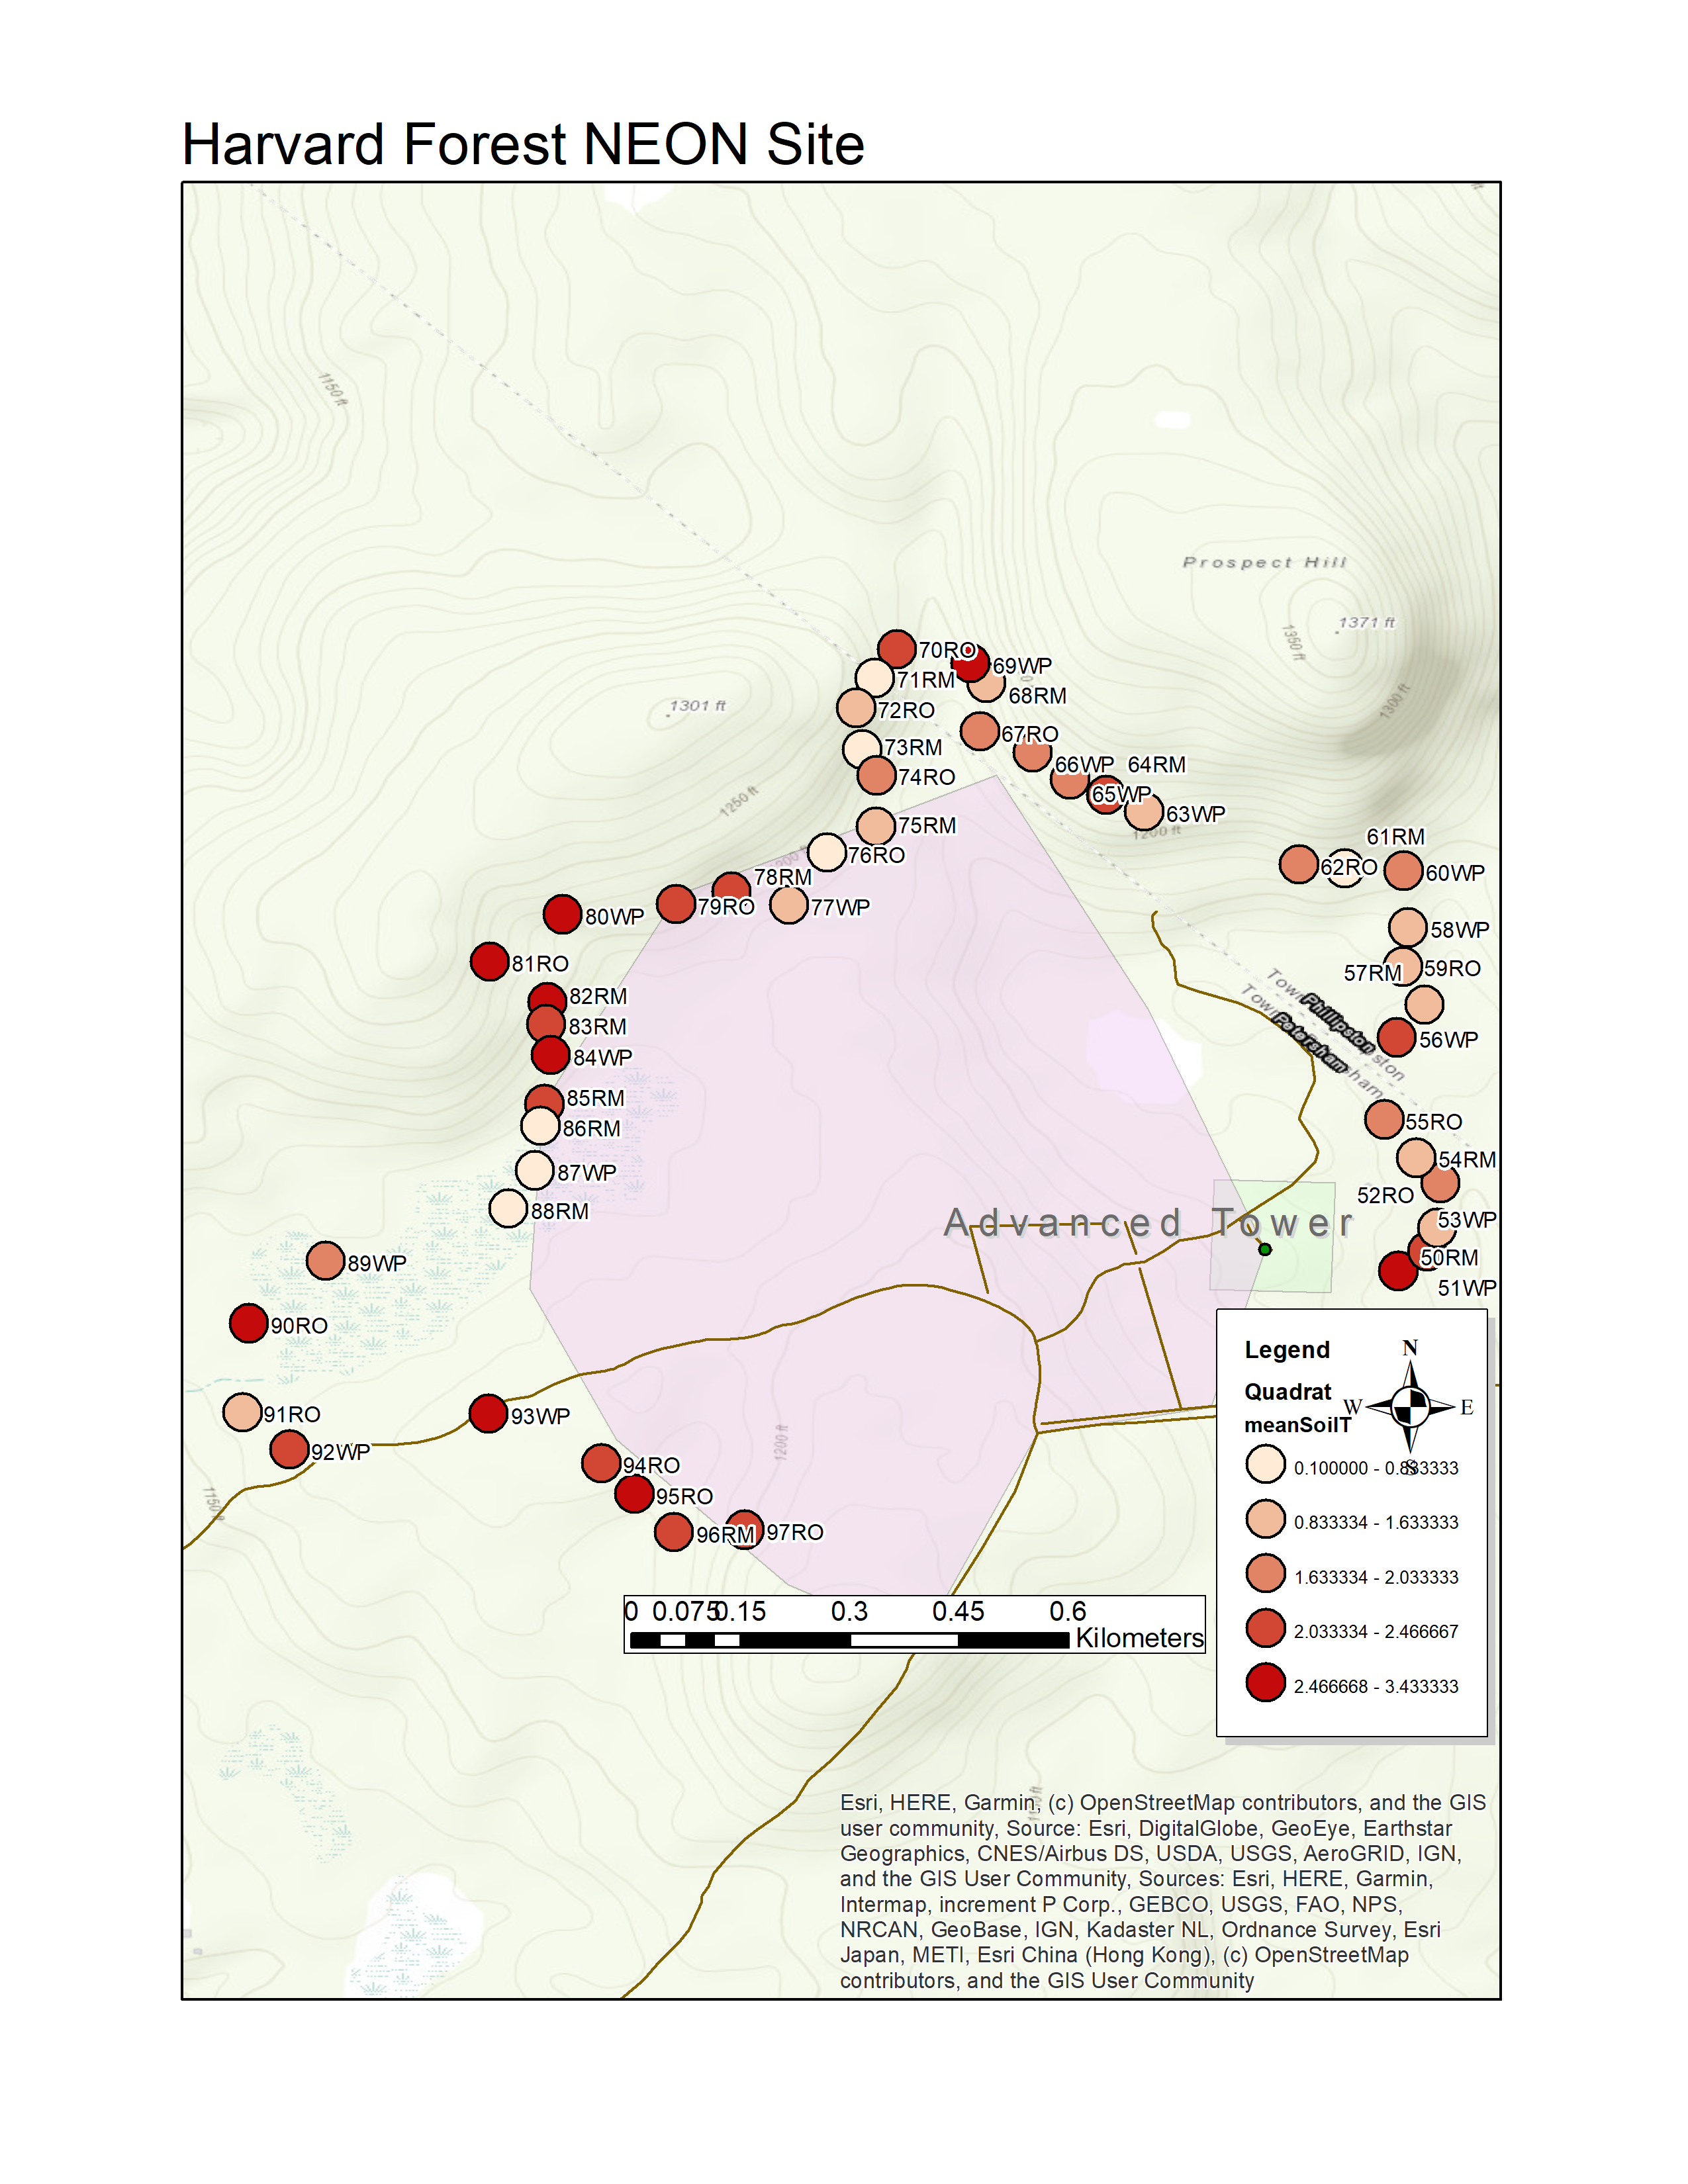 Harvard Forest NEON Site
1150 ft
Prospect Hill
1371 ft
1350 ft
1300 ft
1301 ft
1250 ft
70RO
69WP
71RM
68RM
72RO
67RO
73RM
74RO
66WP
64RM
65WP
63WP
1200 ft
75RM
76RO
61RM
62RO
60WP
78RM
79RO
77WP
80WP
58WP
81RO
57RM
59RO
82RM
83RM
84WP
56WP
Phillipston
Petersham
85RM
86RM
55RO
87WP
54RM
88RM
52RO
Advanced Tower
53WP
89WP
50RM
51WP
90RO
91RO
93WP
92WP
94RO
95RO
96RM
97RO
1200 ft
1150 ft
Legend
Quadrat
meanSoilT
N
W
E
S
0.100000 - 0.833333
0.833334 - 1.633333
1.633334 - 2.033333
2.033334 - 2.466667
2.466668 - 3.433333
0 0.075 0.15 0.3 0.45 0.6
Kilometers
Esri, HERE, Garmin, (c) OpenStreetMap contributors, and the GIS
user community, Source: Esri, DigitalGlobe, GeoEye, Earthstar
Geographics, CNES/Airbus DS, USDA, USGS, AeroGRID, IGN,
and the GIS User Community, Sources: Esri, HERE, Garmin,
Intermap, increment P Corp., GEBCO, USGS, FAO, NPS,
NRCAN, GeoBase, IGN, Kadaster NL, Ordnance Survey, Esri
Japan, METI, Esri China (Hong Kong), (c) OpenStreetMap
contributors, and the GIS User Community